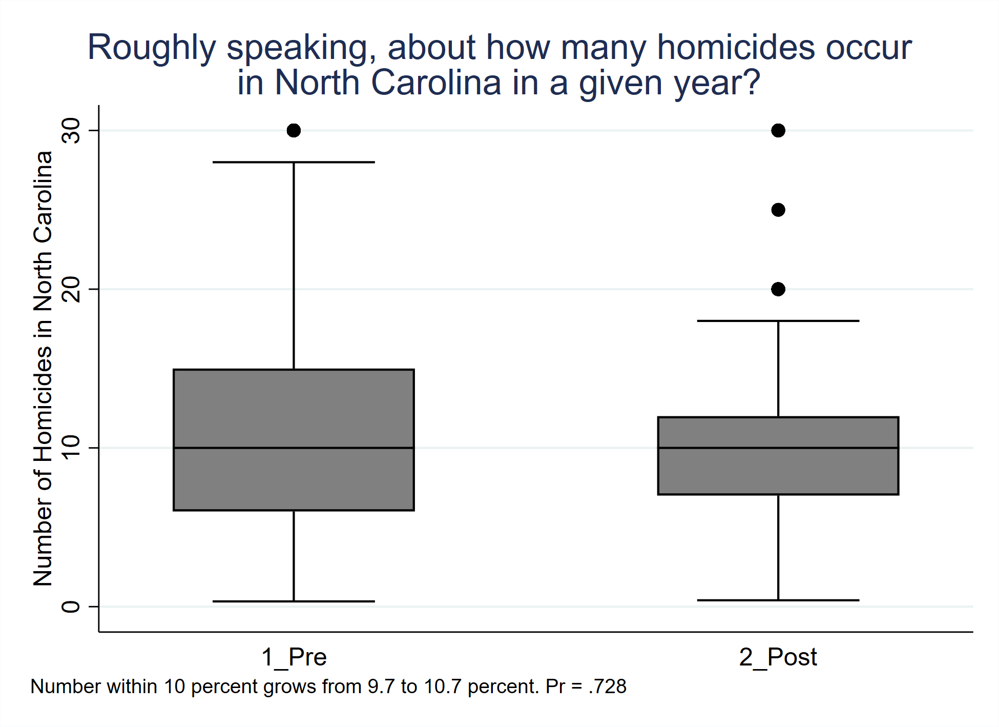 Roughly speaking, about how many homicides occur
in North Carolina in a given year?
Number of Homicides in North Carolina
30
20
10
0
1_Pre
2_Post
Number within 10 percent grows from 9.7 to 10.7 percent. Pr = .728